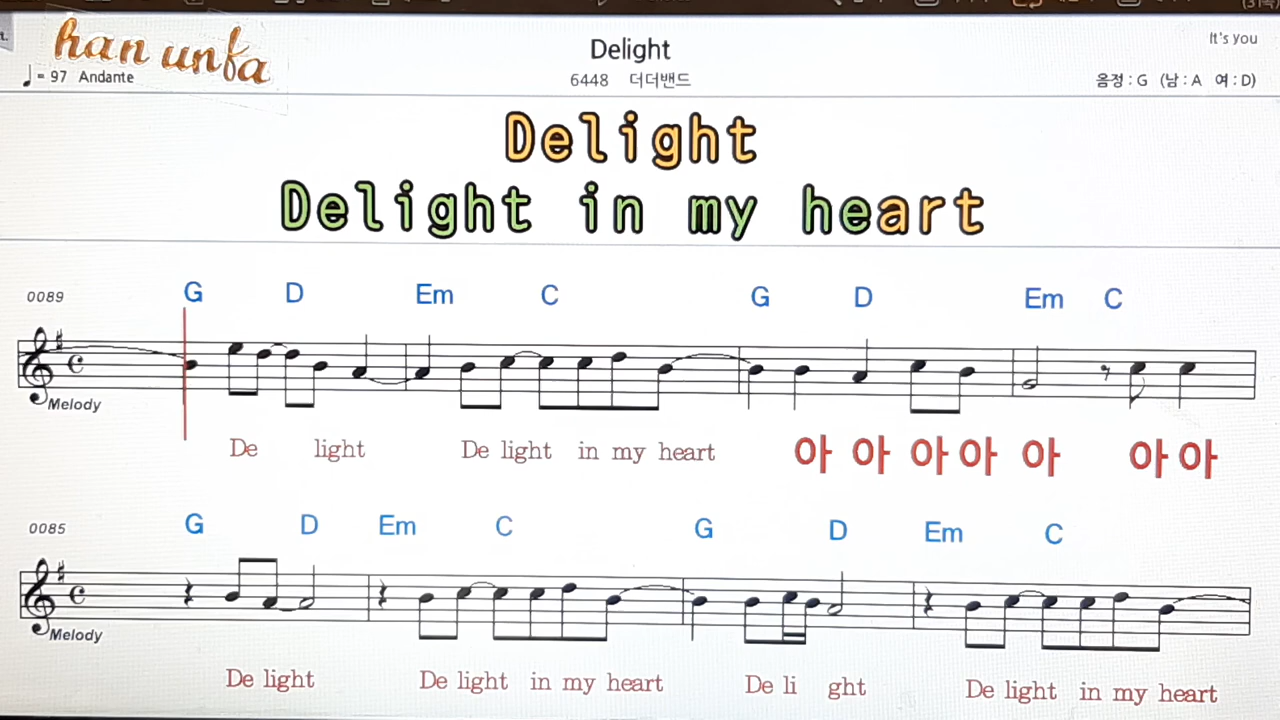 It's you
han unfa
Delight
♩= 97 Andante
6448 더더밴드
음정 : G (남 : A 여 : D)
Delight
Delight in my heart
0089
G D Em C G D Em C
Melody
De light De light in my heart 아 아 아 아 아 아 아
0085
G D Em C G D Em C
Melody
De light De light in my heart De li ght De light in my heart